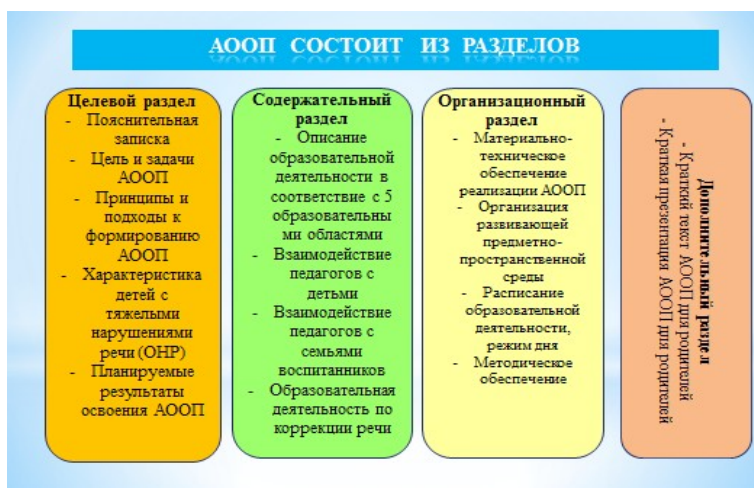 АООП СОСТОИТ ИЗ РАЗДЕЛОВ
Целевой раздел
- Пояснительная
записка
- Цель и задачи
АООП
- Принципы и
подходы к
формированию
АООП
- Характеристика
детей с
тяжелыми
нарушениями
речи (ОНР)
- Планируемые
результаты
освоения АООП
Содержательный
раздел
- Описание
образовательной
деятельности в
соответствие с 5
образовательны
ми областями
- Взаимодействие
педагогов с
детьми
- Взаимодействие
педагогов с
семьями
воспитанников
- Образовательная
деятельность по
коррекции речи
Организационный
раздел
- Материально-
техническое
обеспечение
реализации АООП
- Организация
развивающей
предметно-
пространственной
среды
- Расписание
образовательной
деятельности,
режим дня
- Методическое
обеспечение
Дополнительный раздел
- Краткий текст АООП для родителей
- Краткая презентация АООП для родителей